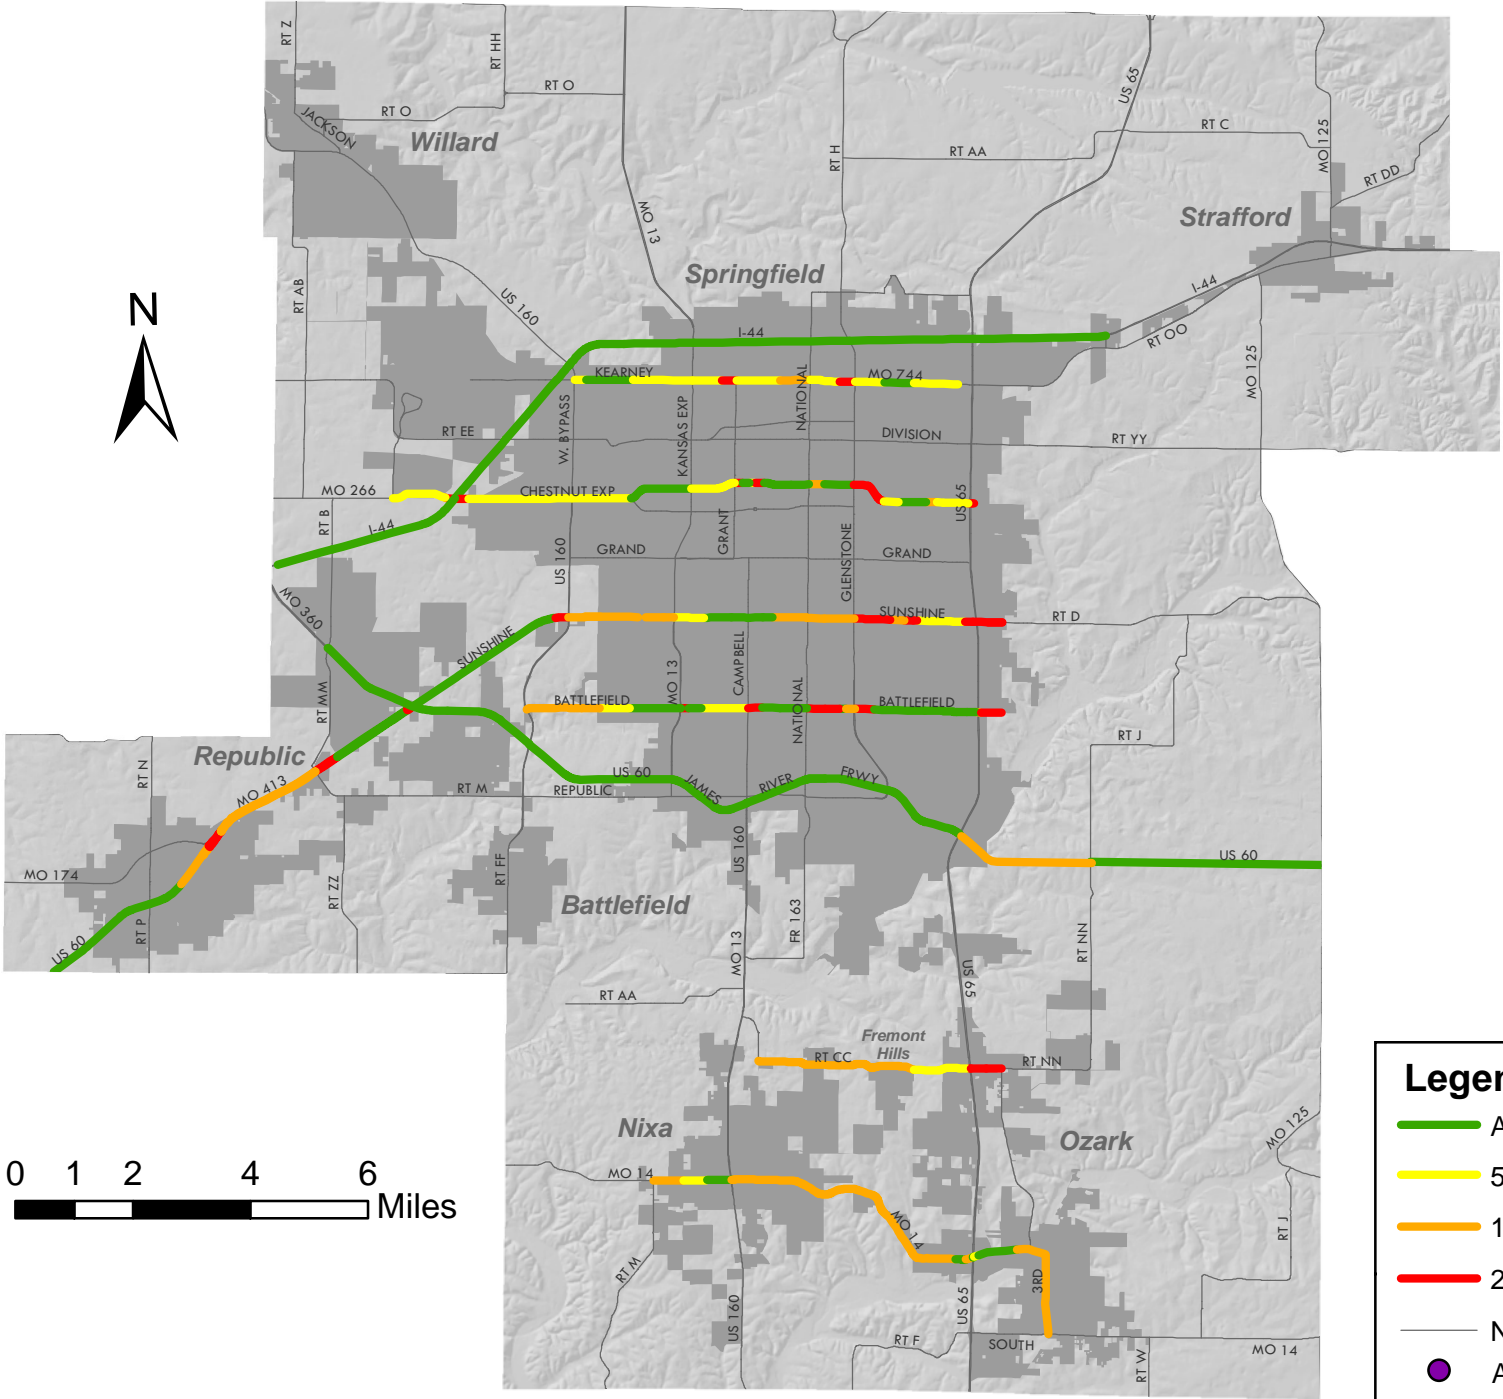 RT Z
RT HH
RT O
RT O
JACKSON
Willard
US 65
RT C
MO 125
RT H
RT AA
RT DD
MO 13
Strafford
Springfield
RT AB
US 160
I-44
I-44
RT OO
N
KEARNEY
MO 744
MO 125
W. BYPASS
KANSAS EXP
NATIONAL
RT EE
DIVISION
RT YY
MO 266
CHESTNUT EXP
US 65
RT B
I-44
GRANT
GLENSTONE
US 160
GRAND
GRAND
MO 360
SUNSHINE
RT D
SUNSHINE
CAMPBELL
MO 13
RT MM
BATTLEFIELD
NATIONAL
BATTLEFIELD
RT J
Republic
RT N
MO 413
RT M
US 60
REPUBLIC
JAMES
RIVER
FRWY
US 160
US 60
MO 174
RT ZZ
RT FF
Battlefield
RT P
FR 163
US 60
MO 13
RT NN
US 65
RT AA
Fremont
Hills
RT CC
RT NN
Nixa
Ozark
MO 125
MO 14
0 1 2 4 6
Miles
MO 14
RT J
RT M
3RD
US 160
US 65
RT F
SOUTH
RT W
MO 14
Legen
A
5
1
2
N
A